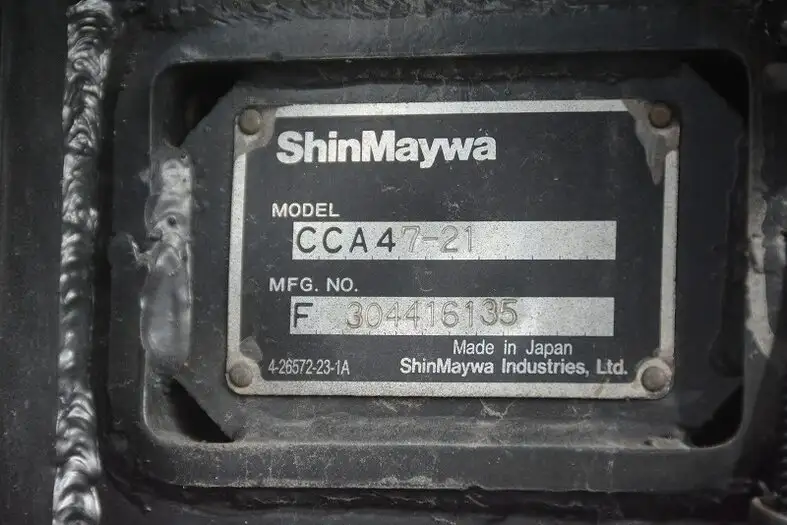 ShinMaywa
MODEL
CCA47-21
MFG. NO.
F 304416135
Made in Japan
4-26572-23-1A ShinMaywa Industries, Ltd.